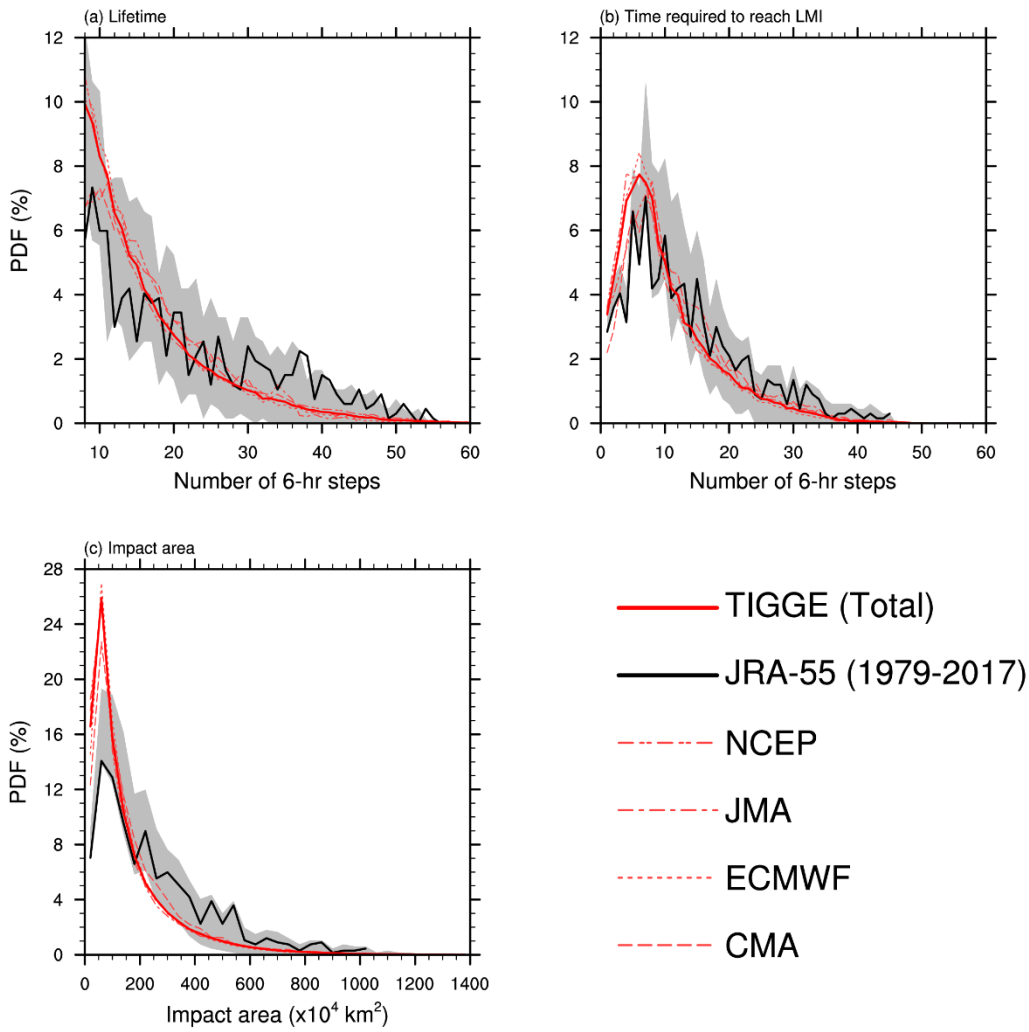 (a) Lifetime
12
10
8
6
4
2
0
PDF (%)
10 20 30 40 50 60
Number of 6-hr steps
(b) Time required to reach LMI
12
10
8
6
4
2
0
0 10 20 30 40 50 60
Number of 6-hr steps
(c) Impact area
28
24
20
16
12
8
4
0
PDF (%)
0 200 400 600 800 1000 1200 1400
Impact area (x10⁴ km²)
TIGGE (Total)
JRA-55 (1979-2017)
NCEP
JMA
ECMWF
CMA